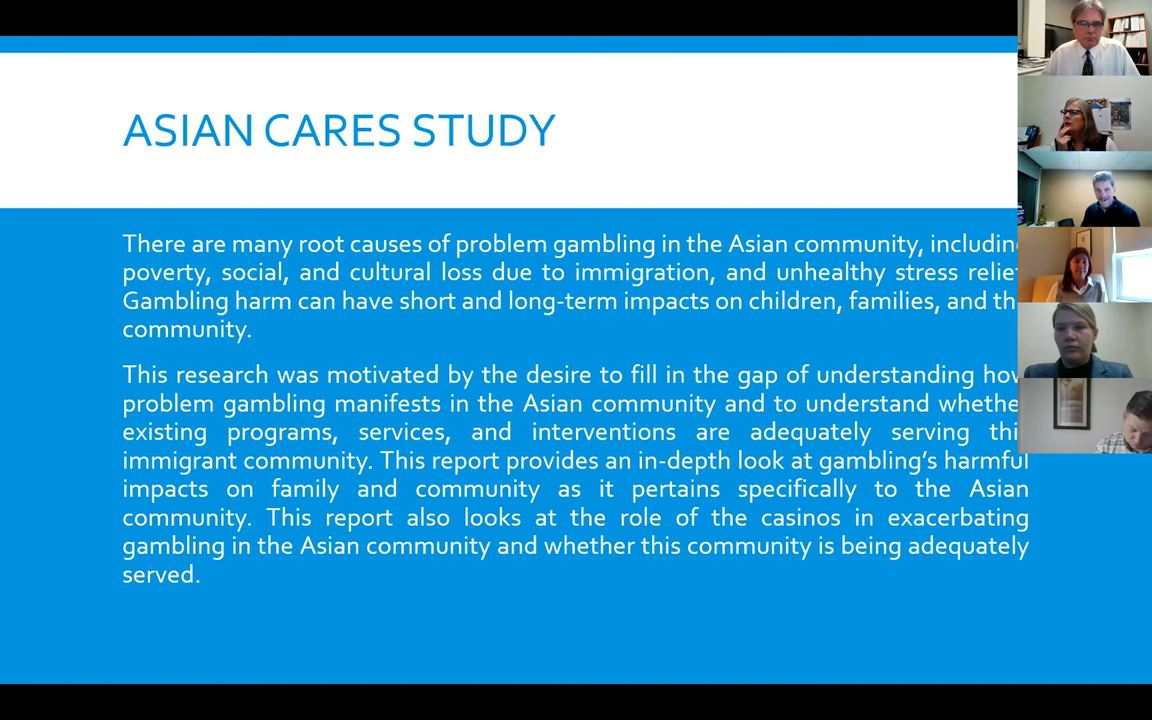 ASIAN CARES STUDY
There are many root causes of problem gambling in the Asian community,
poverty, social, and cultural loss due to immigration, and unhealthy stress
Gambling harm can have short and long-term impacts on children, families, and
community.
This research was motivated by the desire to fill in the gap of understanding
problem gambling manifests in the Asian community and to understand
existing programs, services, and interventions are adequately serving
immigrant community. This report provides an in-depth look at gambling’s harmful
impacts on family and community as it pertains specifically to the Asian
community. This report also looks at the role of the casinos in exacerbating
gambling in the Asian community and whether this community is being adequately
served.